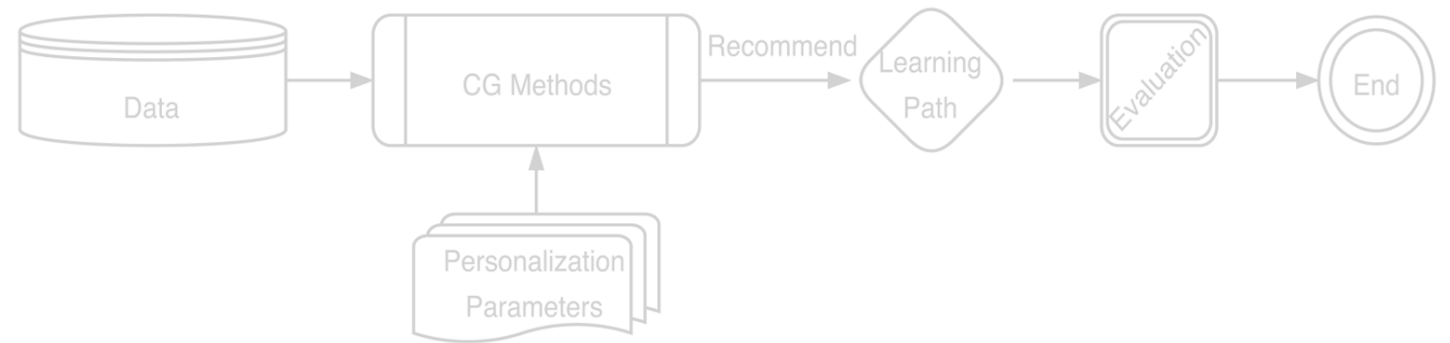 Data
CG Methods
Recommend
Learning
Path
Evaluation
End
Personalization
Parameters